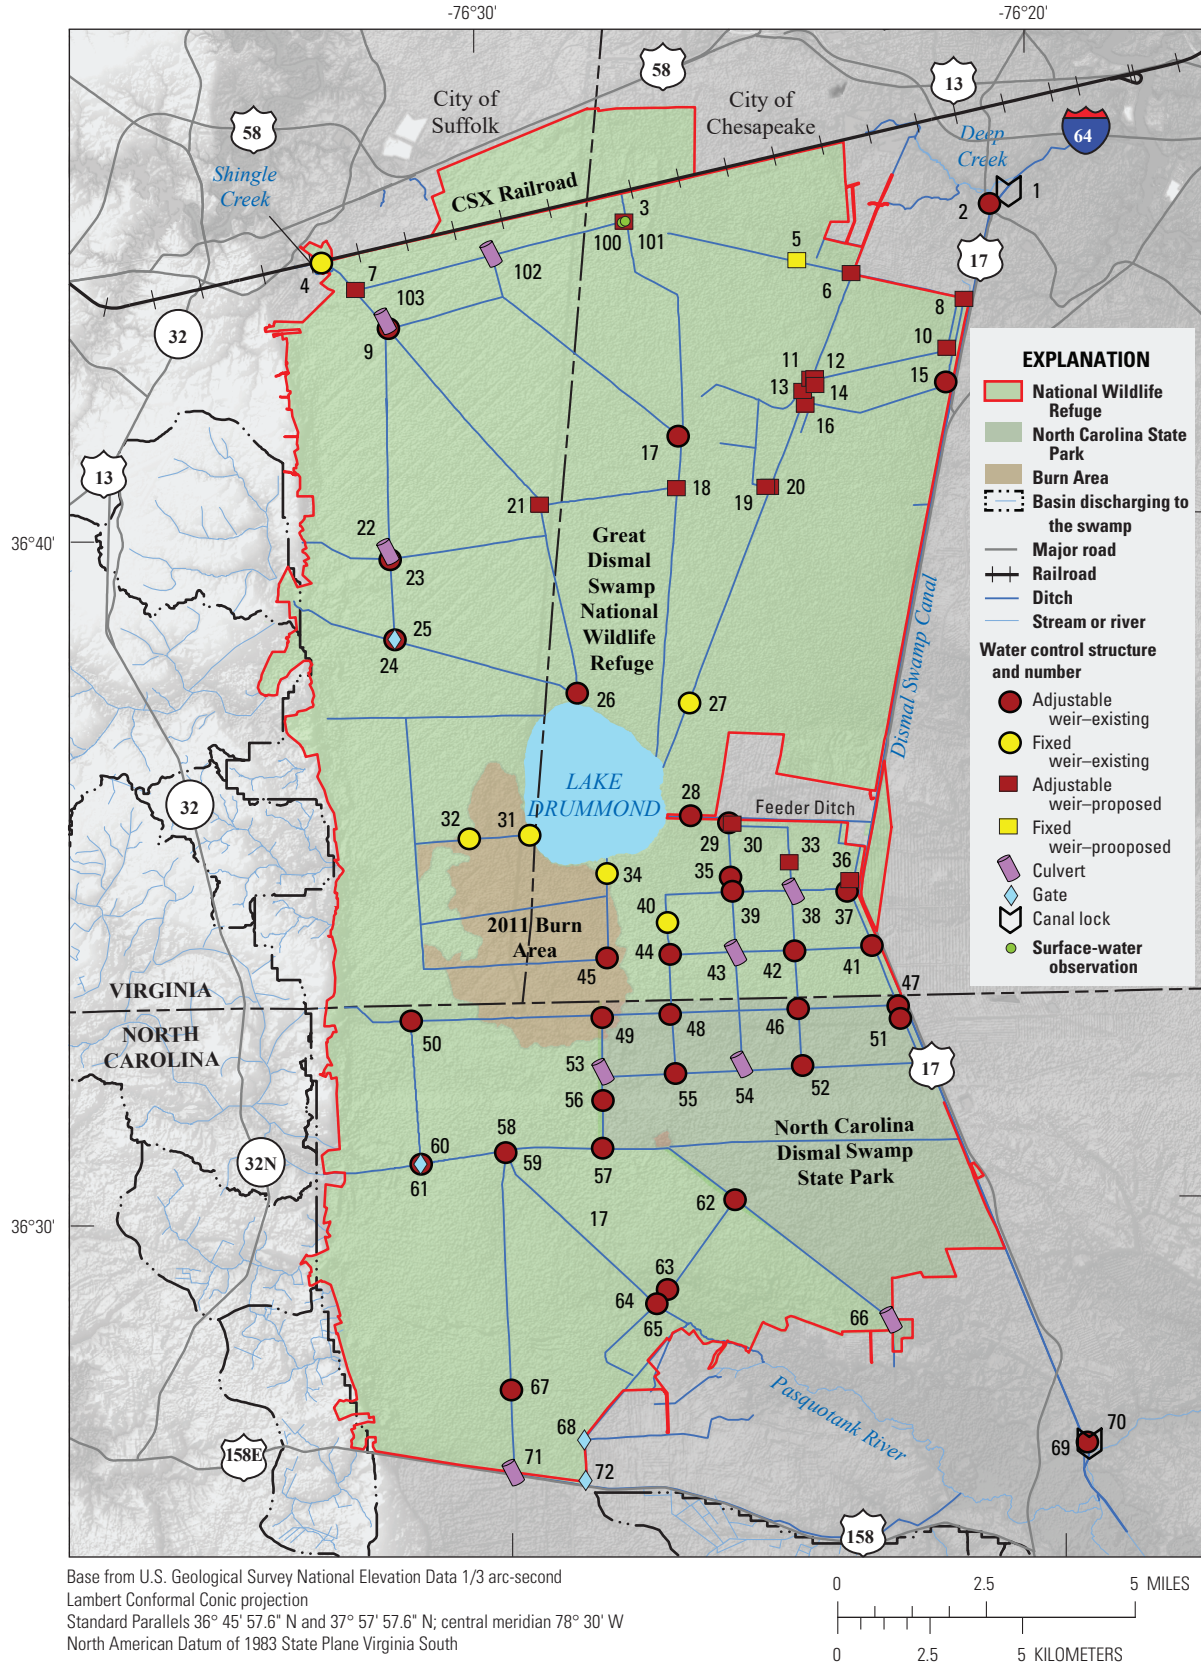 -76°30'
-76°20'
58
13
City of
Suffolk
City of
Chesapeake
58
64
Deep
Creek
Shingle
Creek
CSX Railroad
1
2
3
100
101
17
5
102
4
7
6
103
8
32
9
10
11
12
13
14
15
16
EXPLANATION
National Wildlife
Refuge
North Carolina State
Park
Burn Area
Basin discharging to
the swamp
Major road
Railroad
Ditch
Stream or river
Water control structure
and number
Adjustable
weir–existing
Fixed
weir–existing
Adjustable
weir–proposed
Fixed
weir–prooposed
Culvert
Gate
Canal lock
Surface-water
observation
17
13
18
19
20
21
22
36°40'
23
Great
Dismal
Swamp
National
Wildlife
Refuge
Dismal Swamp Canal
25
24
26
27
LAKE
DRUMMOND
32
28
Feeder Ditch
32
31
29
30
33
34
35
36
37
38
39
40
2011 Burn
Area
44
43
42
41
45
47
VIRGINIA
NORTH
CAROLINA
50
49
48
46
51
53
17
55
54
52
56
North Carolina
Dismal Swamp
State Park
58
59
57
32N
60
61
62
36°30'
17
63
64
65
66
67
Pasquotank River
70
69
68
158E
71
72
158
Base from U.S. Geological Survey National Elevation Data 1/3 arc-second
Lambert Conformal Conic projection
Standard Parallels 36° 45' 57.6" N and 37° 57' 57.6" N; central meridian 78° 30' W
North American Datum of 1983 State Plane Virginia South
0
2.5
5 MILES
0
2.5
5 KILOMETERS